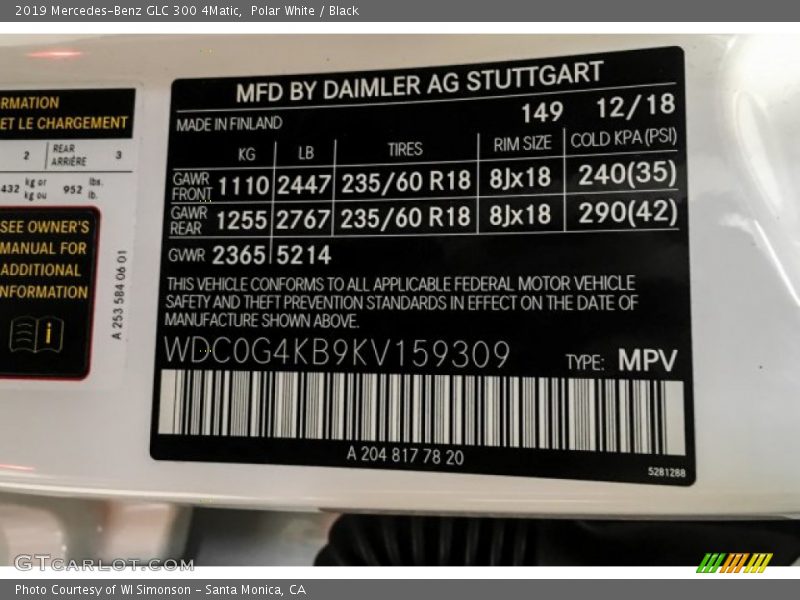 2019 Mercedes-Benz GLC 300 4Matic,  Polar White / Black
RMATION
ET LE CHARGEMENT
2 REAR ARRIÈRE 3
432 kg or kg ou 952 lbs. lb.
SEE OWNER'S
MANUAL FOR
ADDITIONAL
NFORMATION
i
A 253 584 06 01
MFD BY DAIMLER AG STUTTGART
MADE IN FINLAND 149 12/18
KG LB TIRES RIM SIZE COLD KPA(PSI)
GAWR FRONT 1110 2447 235/60 R18 8Jx18 240(35)
GAWR REAR 1255 2767 235/60 R18 8Jx18 290(42)
GVWR 2365 5214
THIS VEHICLE CONFORMS TO ALL APPLICABLE FEDERAL MOTOR VEHICLE
SAFETY AND THEFT PREVENTION STANDARDS IN EFFECT ON THE DATE OF
MANUFACTURE SHOWN ABOVE.
WDC0G4KB9KV159309 TYPE: MPV
A 204 817 78 20
5281288
GTCARLOT.COM
Photo Courtesy of WI Simonson - Santa Monica, CA